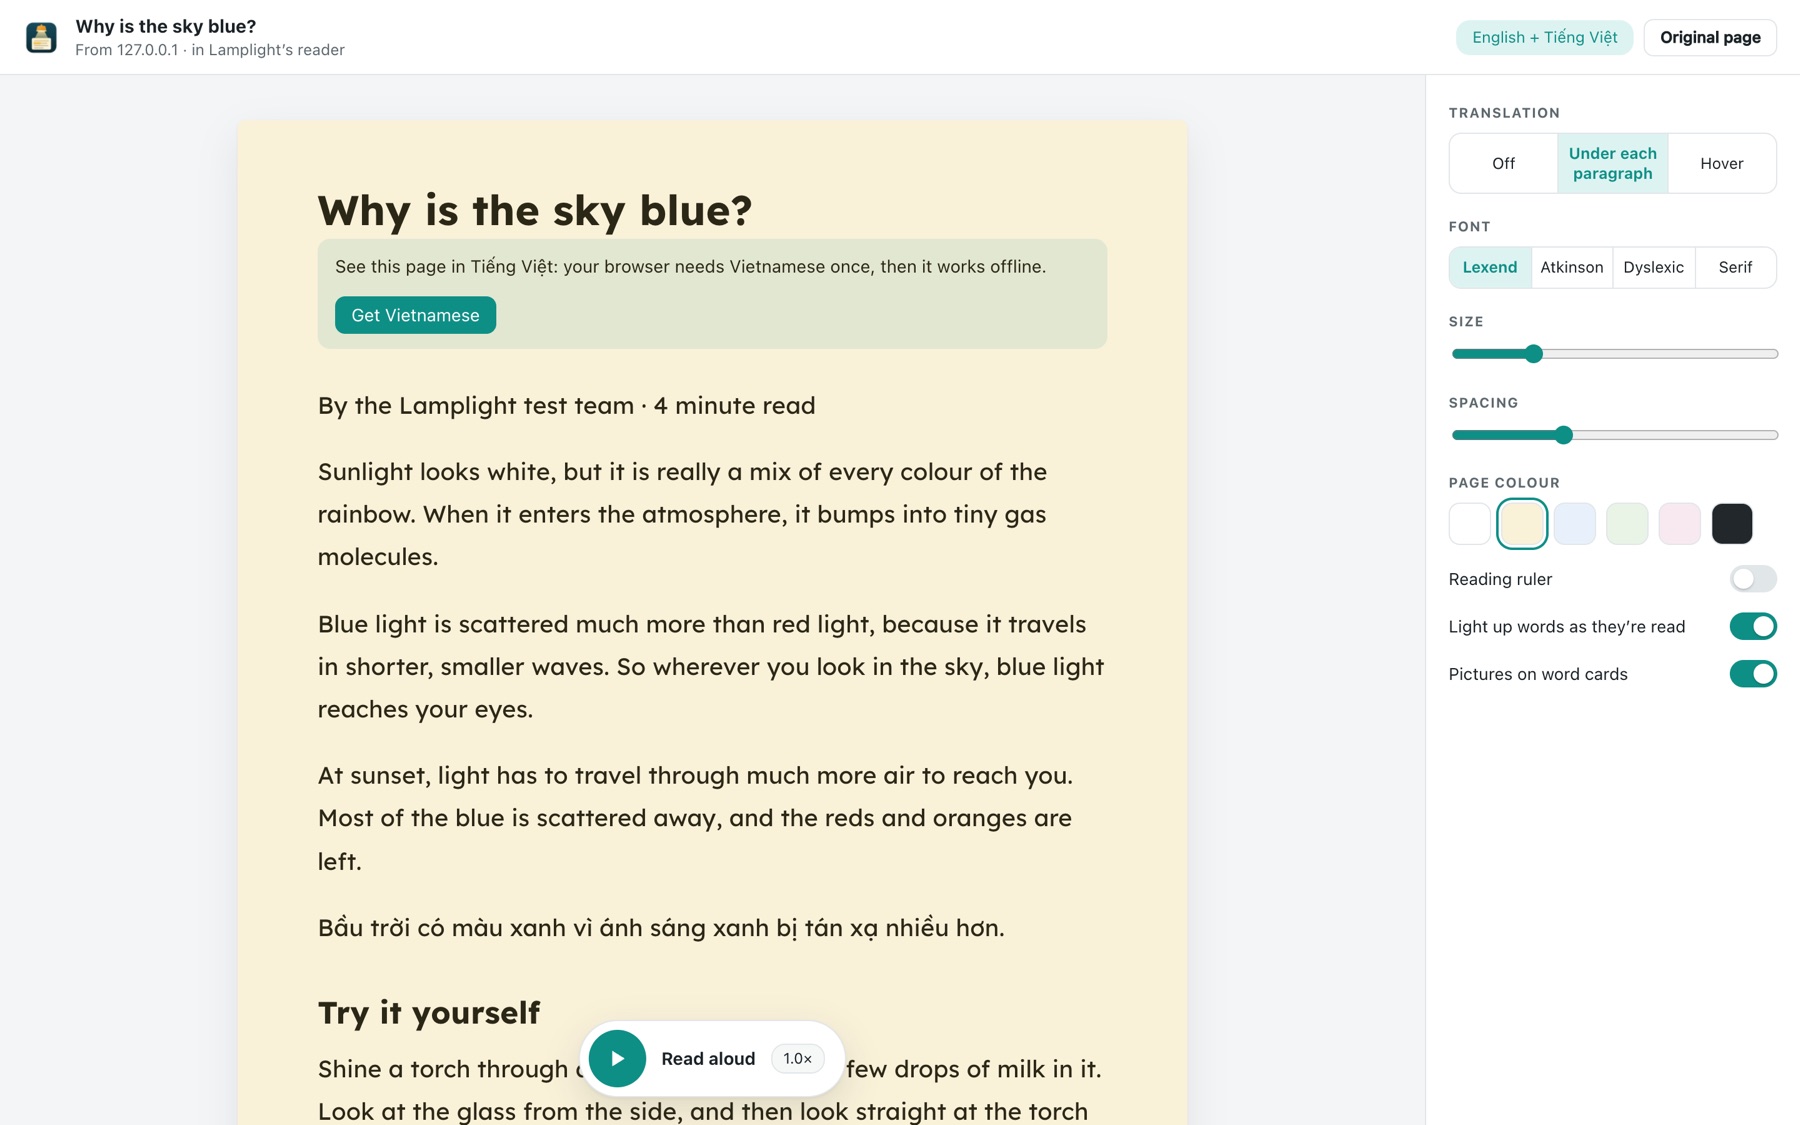 Why is the sky blue?
From 127.0.0.1 · in Lamplight’s reader
English + Tiếng Việt
Original page
Why is the sky blue?
See this page in Tiếng Việt: your browser needs Vietnamese once, then it works offline.
Get Vietnamese
By the Lamplight test team · 4 minute read
Sunlight looks white, but it is really a mix of every colour of the
rainbow. When it enters the atmosphere, it bumps into tiny gas
molecules.
Blue light is scattered much more than red light, because it travels
in shorter, smaller waves. So wherever you look in the sky, blue light
reaches your eyes.
At sunset, light has to travel through much more air to reach you.
Most of the blue is scattered away, and the reds and oranges are
left.
Bầu trời có màu xanh vì ánh sáng xanh bị tán xạ nhiều hơn.
Try it yourself
Shine a torch through few drops of milk in it.
Look at the glass from the side, and then look straight at the torch
Read aloud
1.0×
TRANSLATION
Off
Under each
paragraph
Hover
FONT
Lexend
Atkinson
Dyslexic
Serif
SIZE
SPACING
PAGE COLOUR
Reading ruler
Light up words as they’re read
Pictures on word cards